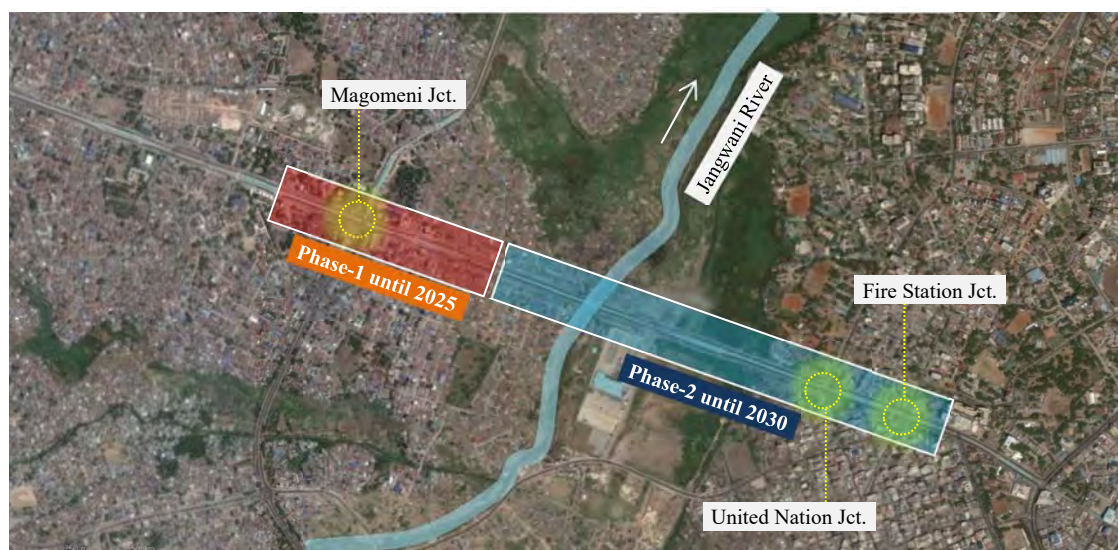 Magomeni Jct.
Jangwani River
Phase-1 until 2025
Fire Station Jct.
Phase-2 until 2030
United Nation Jct.